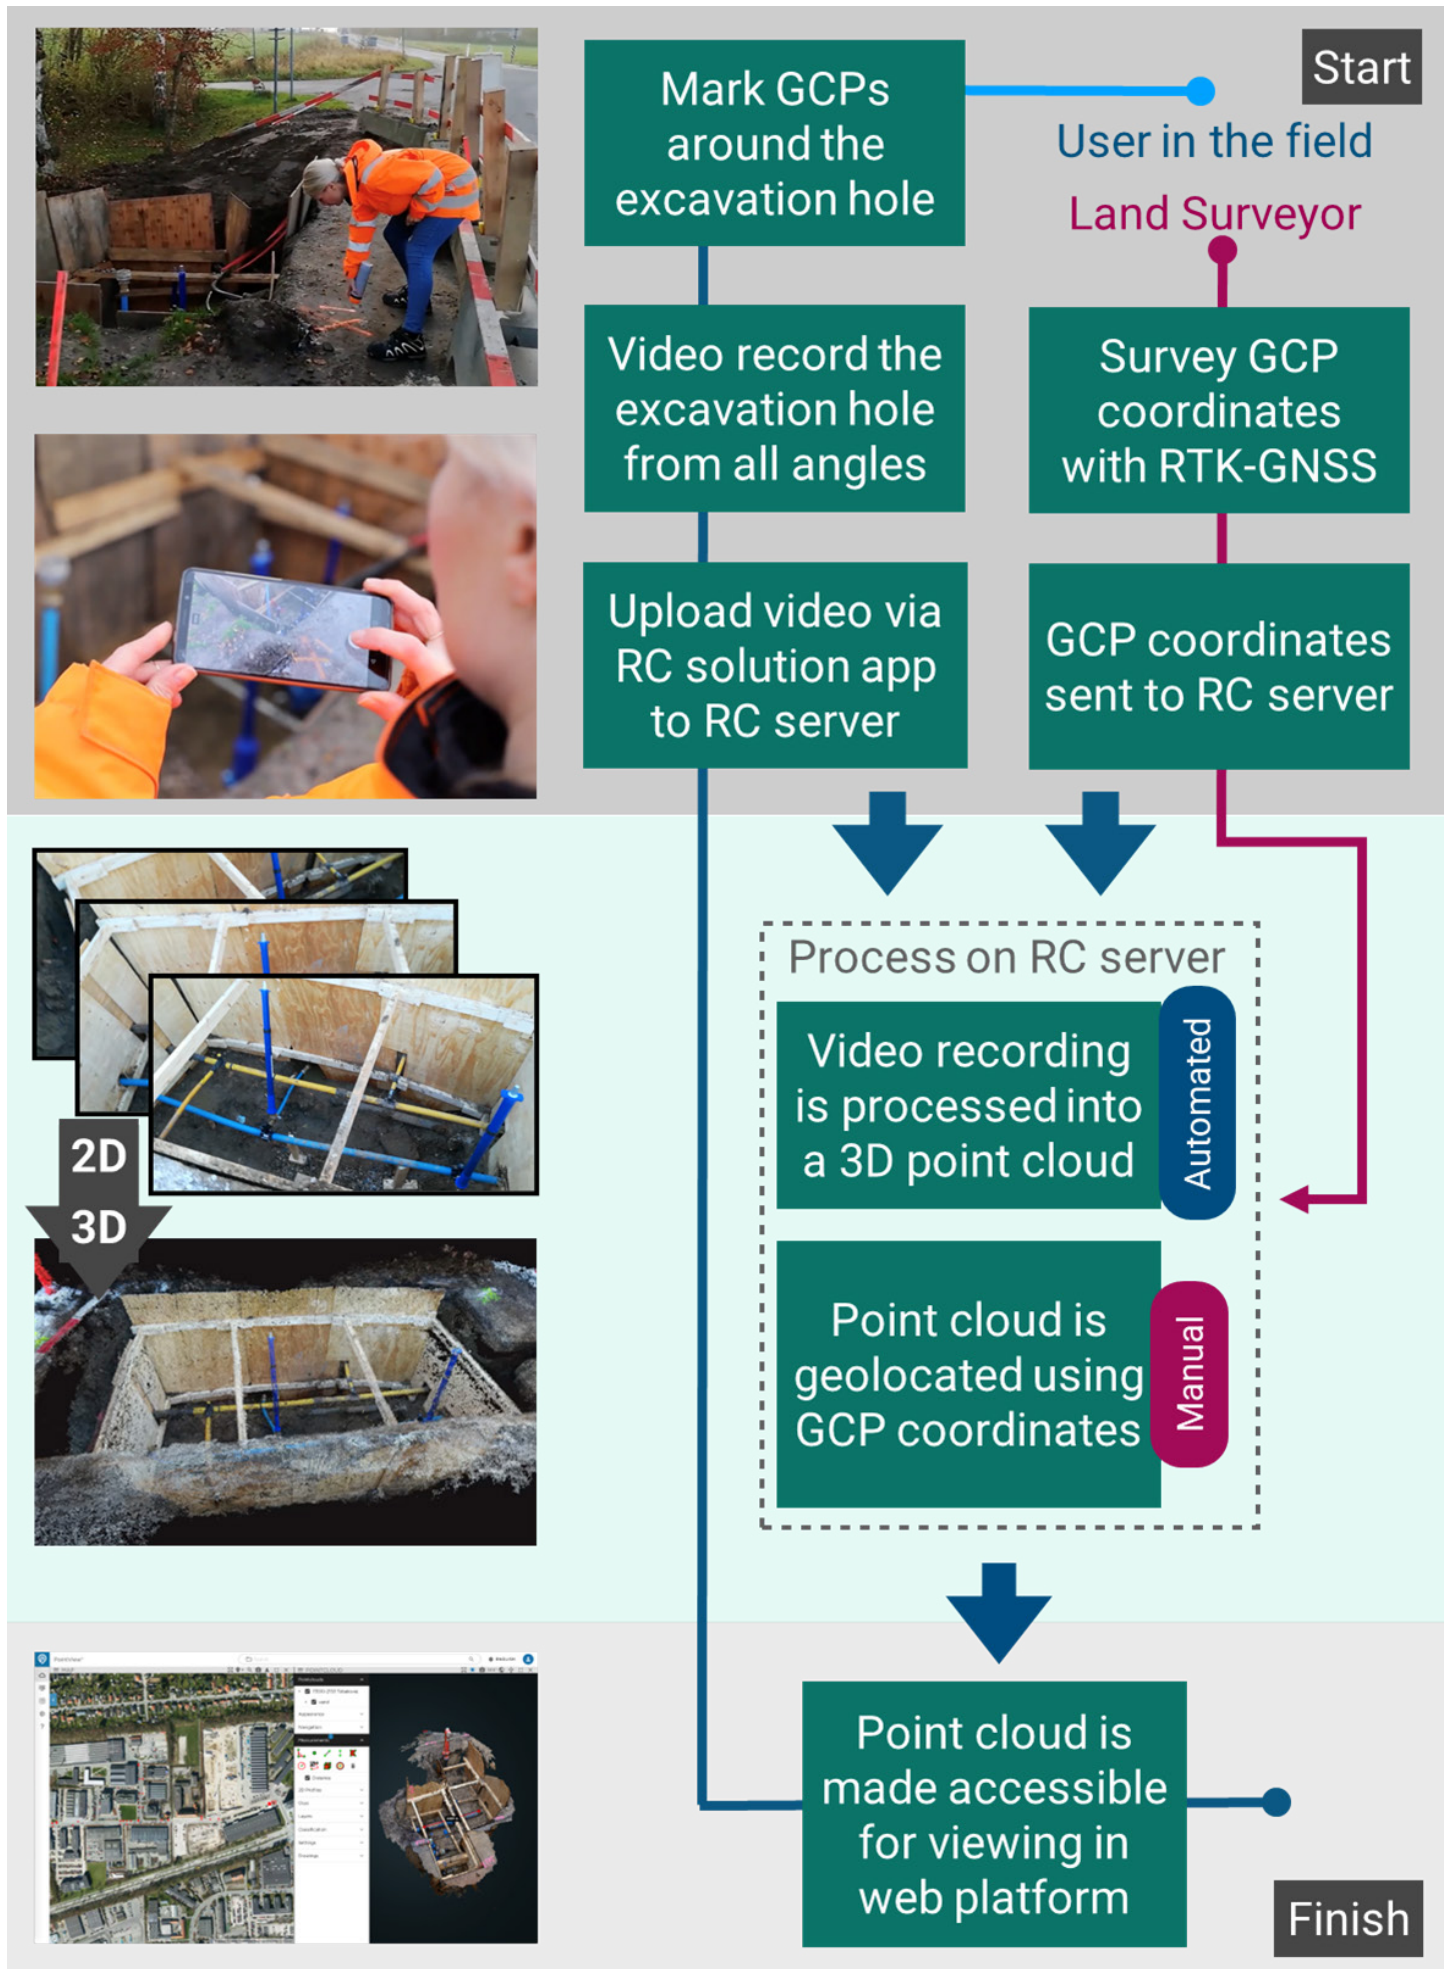 Start
Mark GCPs
around the
excavation hole
User in the field
Land Surveyor
Video record the
excavation hole
from all angles
Survey GCP
coordinates
with RTK-GNSS
Upload video via
RC solution app
to RC server
GCP coordinates
sent to RC server
2D
3D
Process on RC server
Video recording
is processed into
a 3D point cloud
Automated
Point cloud is
geolocated using
GCP coordinates
Manual
ENGLISH
Point cloud is
made accessible
for viewing in
web platform
Finish